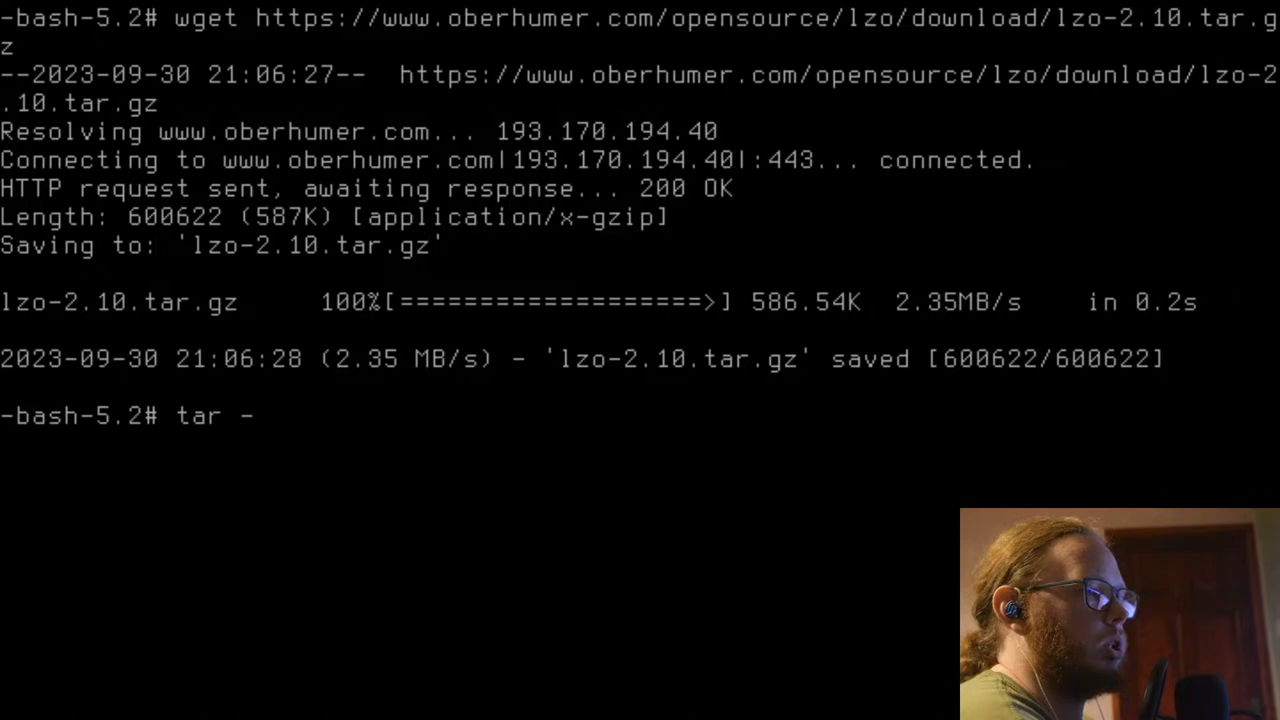 -bash-5.2# wget https://www.oberhumer.com/opensource/lzo/download/lzo-2.10.tar.g
z
--2023-09-30 21:06:27--  https://www.oberhumer.com/opensource/lzo/download/lzo-2
.10.tar.gz
Resolving www.oberhumer.com... 193.170.194.40
Connecting to www.oberhumer.com|193.170.194.40|:443... connected.
HTTP request sent, awaiting response... 200 OK
Length: 600622 (587K) [application/x-gzip]
Saving to: 'lzo-2.10.tar.gz'
lzo-2.10.tar.gz     100%[===================>] 586.54K  2.35MB/s    in 0.2s
2023-09-30 21:06:28 (2.35 MB/s) - 'lzo-2.10.tar.gz' saved [600622/600622]
-bash-5.2# tar -